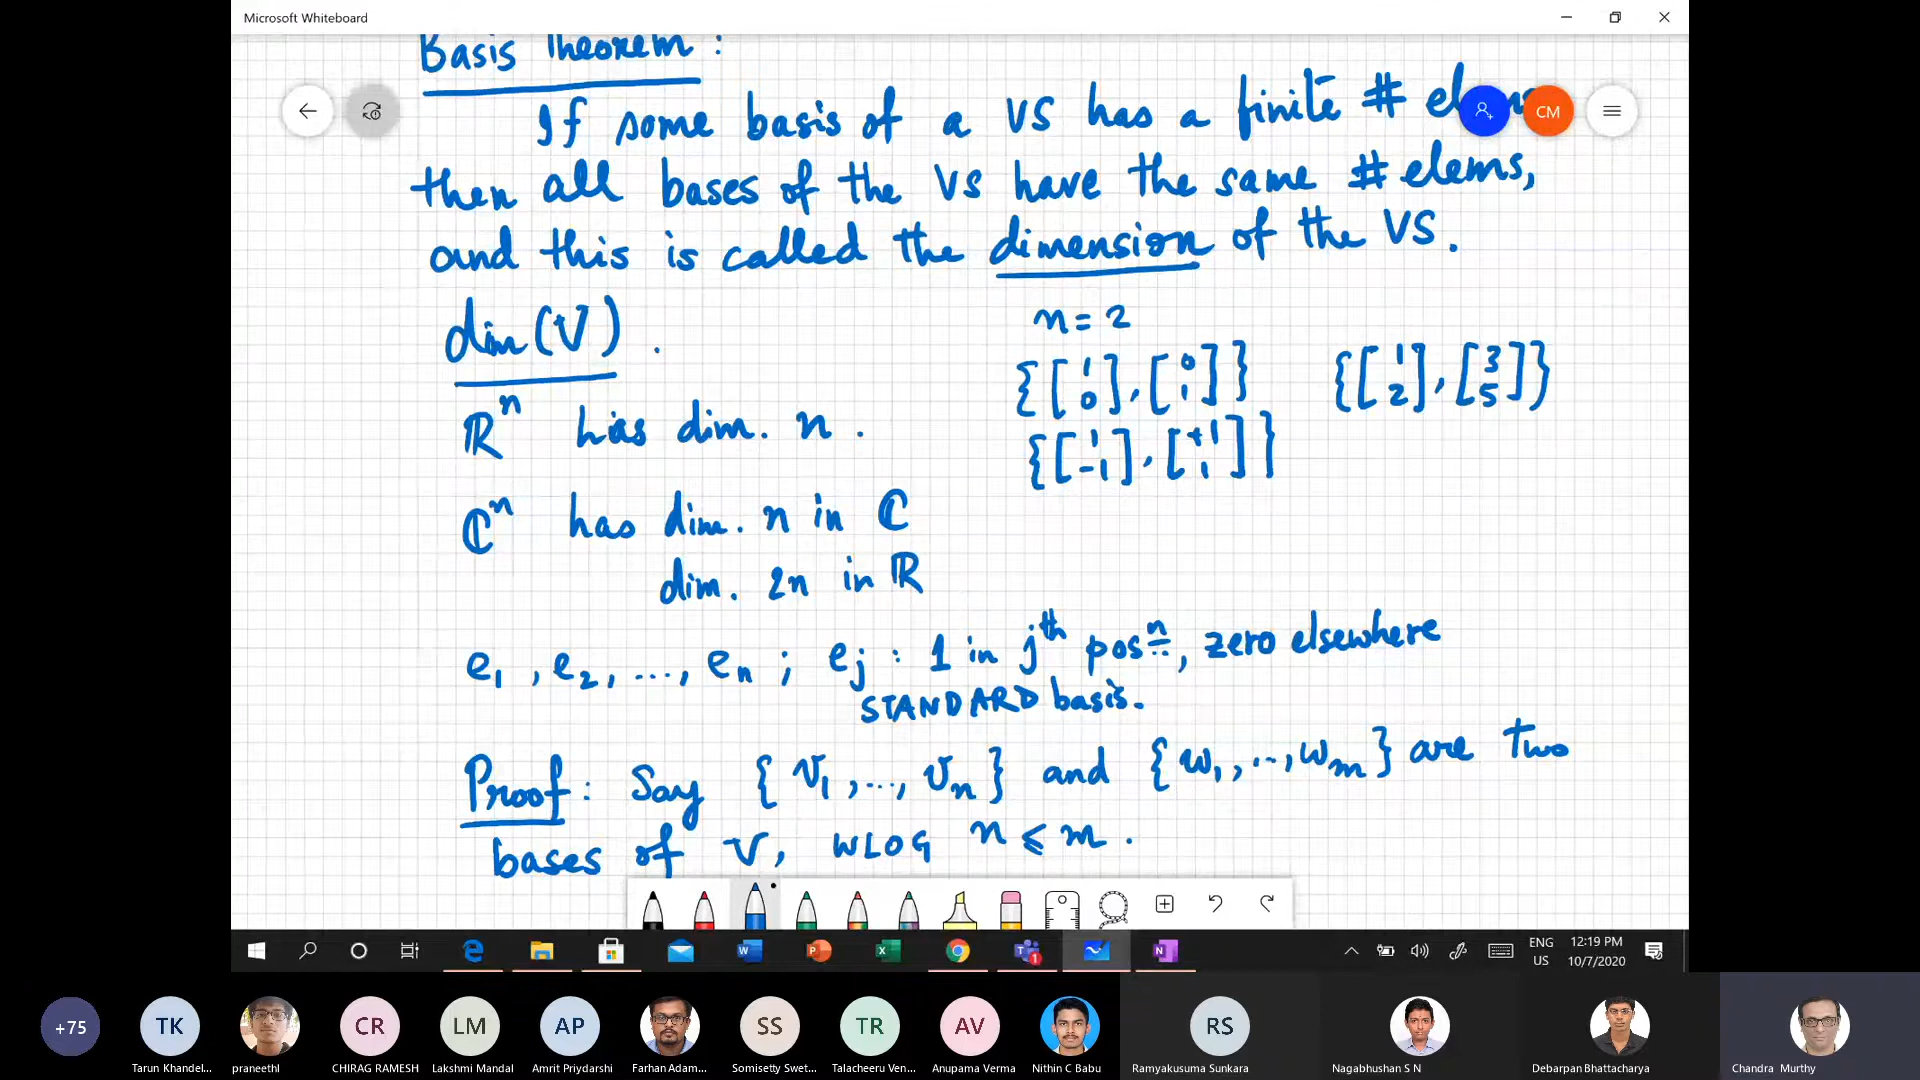 Microsoft Whiteboard
Basis Theorem :
If some basis of a VS has a finite # elems
CM
then all bases of the VS have the same # elems,
and this is called the dimension of the VS.
dim(V) .
n = 2
{[1 0], [0 1]} {[1 2], [3 5]}
ℝⁿ has dim. n .
{[1 -1], [+1 1]}
ℂⁿ has dim. n in ℂ
dim. 2n in ℝ
e₁, e₂, ..., eₙ ; eⱼ : 1 in jᵗʰ posⁿ, zero elsewhere
STANDARD basis.
Proof : Say {v₁, ..., vₙ} and {w₁, ..., wₘ} are two
bases of V, WLOG n ≤ m .
ENG
US
12:19 PM
10/7/2020
+75
TK
CR
LM
AP
SS
TR
AV
RS
Tarun Khandel...
praneethl
CHIRAG RAMESH
Lakshmi Mandal
Amrit Priydarshi
Farhan Adam...
Somisetty Swet...
Talacheeru Ven...
Anupama Verma
Nithin C Babu
Ramyakusuma Sunkara
Nagabhushan S N
Debarpan Bhattacharya
Chandra Murthy